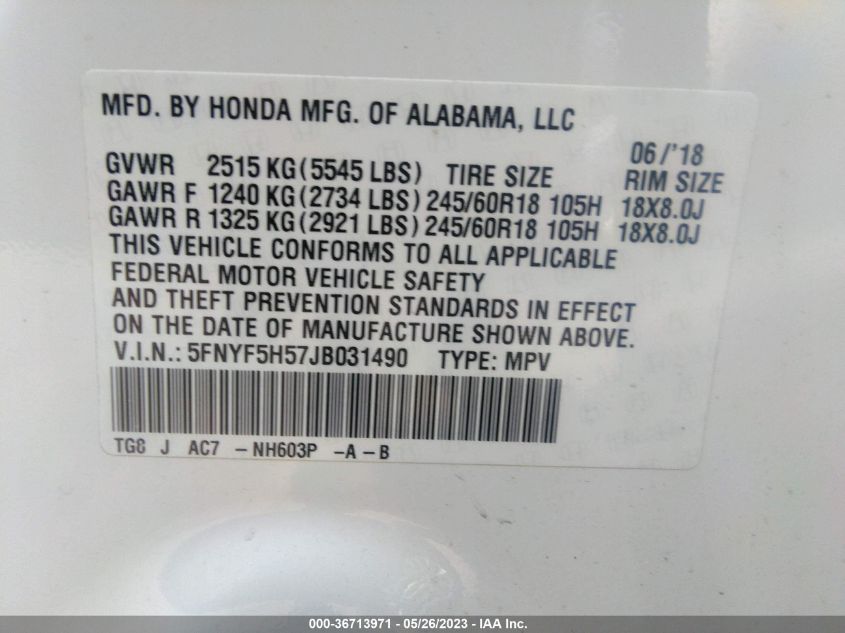 MFD. BY HONDA MFG. OF ALABAMA, LLC
06/'18
GVWR 2515 KG(5545 LBS) TIRE SIZE RIM SIZE
GAWR F 1240 KG(2734 LBS) 245/60R18 105H 18X8.0J
GAWR R 1325 KG(2921 LBS) 245/60R18 105H 18X8.0J
THIS VEHICLE CONFORMS TO ALL APPLICABLE
FEDERAL MOTOR VEHICLE SAFETY
AND THEFT PREVENTION STANDARDS IN EFFECT
ON THE DATE OF MANUFACTURE SHOWN ABOVE.
V.I.N.: 5FNYF5H57JB031490 TYPE: MPV
TG8 J AC7 -NH603P -A-B
000-36713971 - 05/26/2023 - IAA Inc.